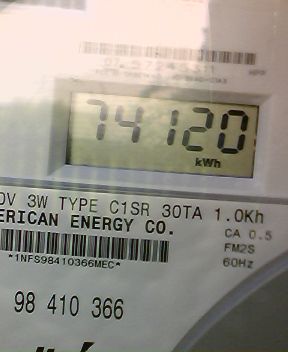 74120
kWh
0V 3W TYPE C1SR 30TA 1.0Kh
ERICAN ENERGY CO.
CA 0.5
FM2S
60Hz
*1NFS98410366MEC*
98 410 366